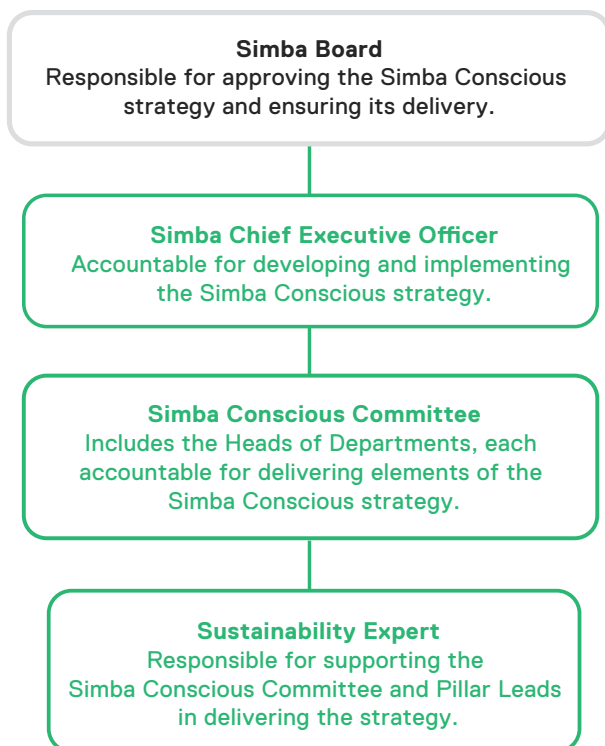 Simba Board
Responsible for approving the Simba Conscious
strategy and ensuring its delivery.
Simba Chief Executive Officer
Accountable for developing and implementing
the Simba Conscious strategy.
Simba Conscious Committee
Includes the Heads of Departments, each
accountable for delivering elements of the
Simba Conscious strategy.
Sustainability Expert
Responsible for supporting the
Simba Conscious Committee and Pillar Leads
in delivering the strategy.